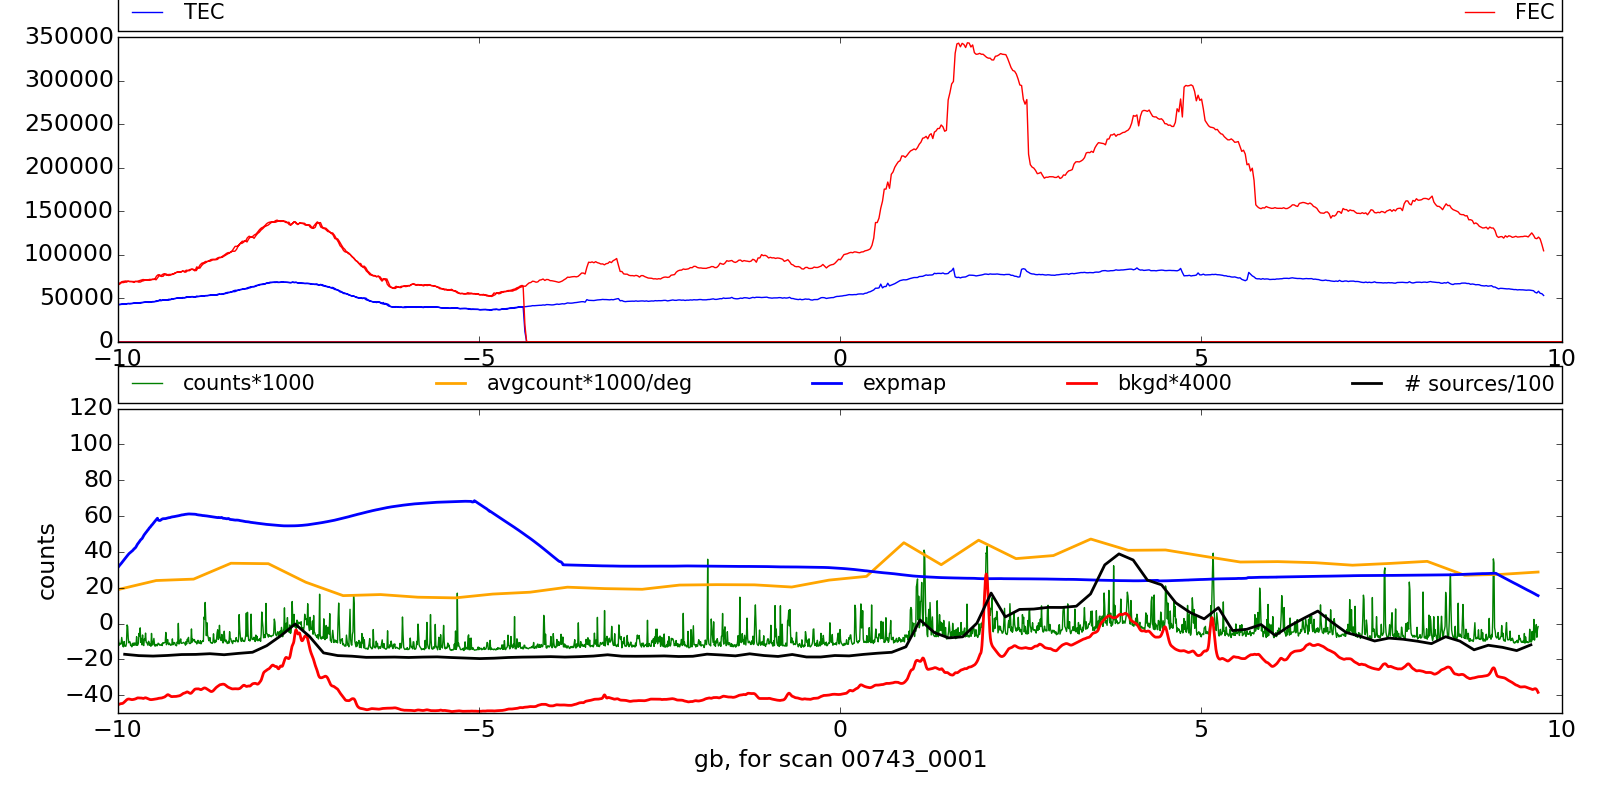 TEC FEC
350000
300000
250000
200000
150000
100000
50000
0
−10 −5 0 5 10
counts*1000 avgcount*1000/deg expmap bkgd*4000 # sources/100
120
100
80
60
40
20
0
−20
−40
counts
−10 −5 0 5 10
gb, for scan 00743_0001